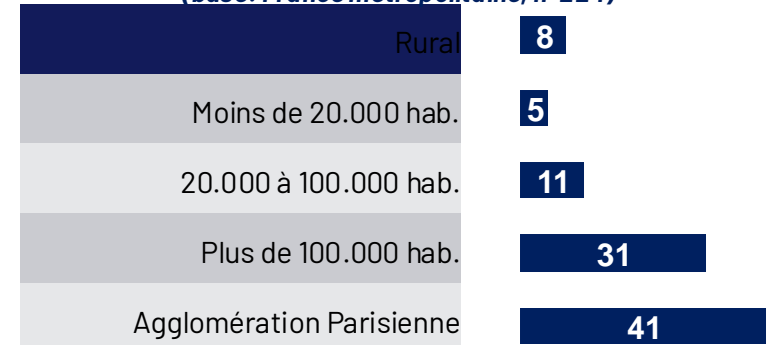 Rural 8
Moins de 20.000 hab. 5
20.000 à 100.000 hab. 11
Plus de 100.000 hab. 31
Agglomération Parisienne 41